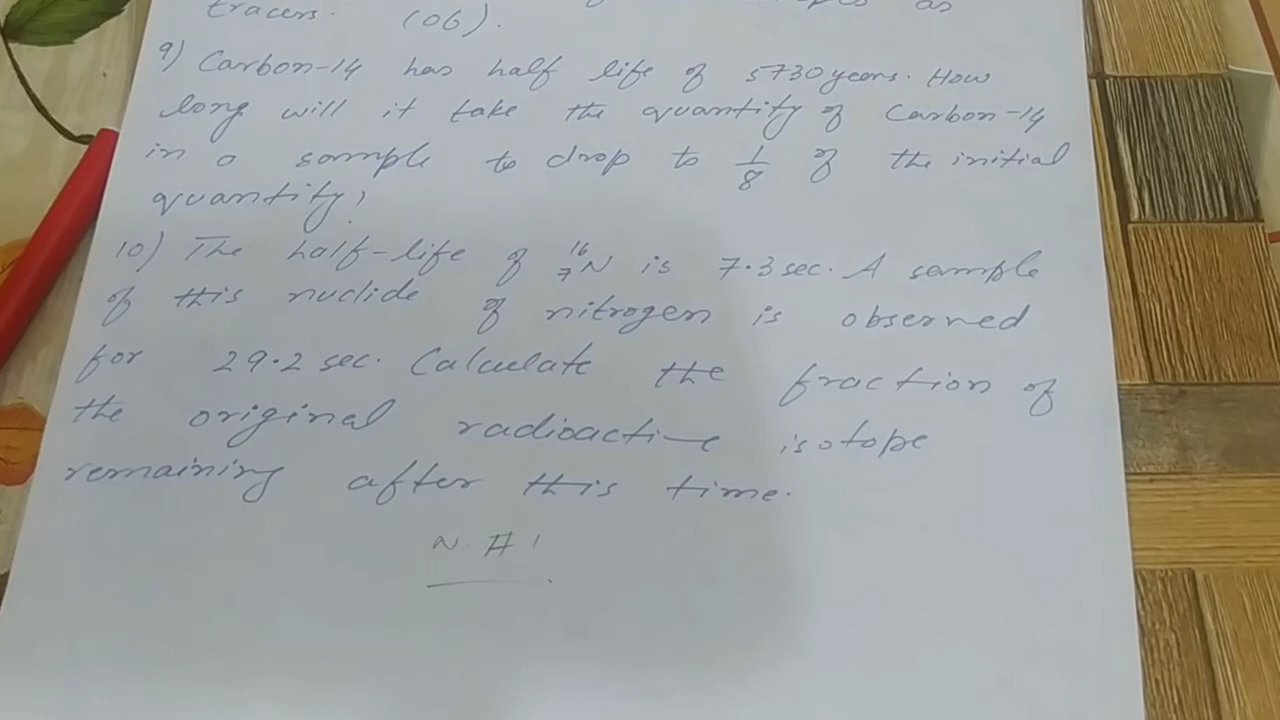 tracers. (06).  as
9) Carbon-14 has half life of 5730 years. How
long will it take the quantity of Carbon-14
in a sample to drop to 1/8 of the initial
quantity?
10) The half-life of ¹⁶₇N is 7.3 sec. A sample
of this nuclide of nitrogen is observed
for 29.2 sec. Calculate the fraction of
the original radioactive isotope
remaining after this time.